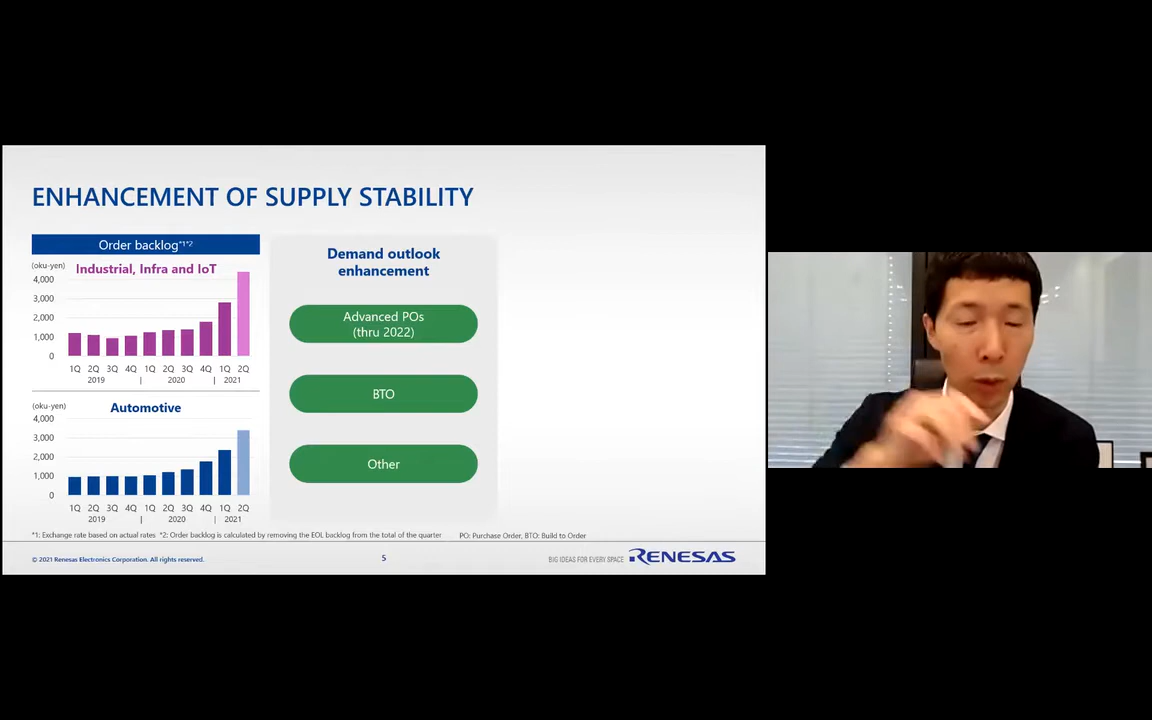 ENHANCEMENT OF SUPPLY STABILITY
Order backlog*1*2
(oku-yen)
Industrial, Infra and IoT
4,000
3,000
2,000
1,000
0
1Q 2Q 3Q 4Q 1Q 2Q 3Q 4Q 1Q 2Q
2019 | 2020 | 2021
(oku-yen)
Automotive
4,000
3,000
2,000
1,000
0
1Q 2Q 3Q 4Q 1Q 2Q 3Q 4Q 1Q 2Q
2019 | 2020 | 2021
Demand outlook
enhancement
Advanced POs
(thru 2022)
BTO
Other
*1: Exchange rate based on actual rates *2: Order backlog is calculated by removing the EOL backlog from the total of the quarter PO: Purchase Order, BTO: Build to Order
© 2021 Renesas Electronics Corporation. All rights reserved.
5
BIG IDEAS FOR EVERY SPACE RENESAS